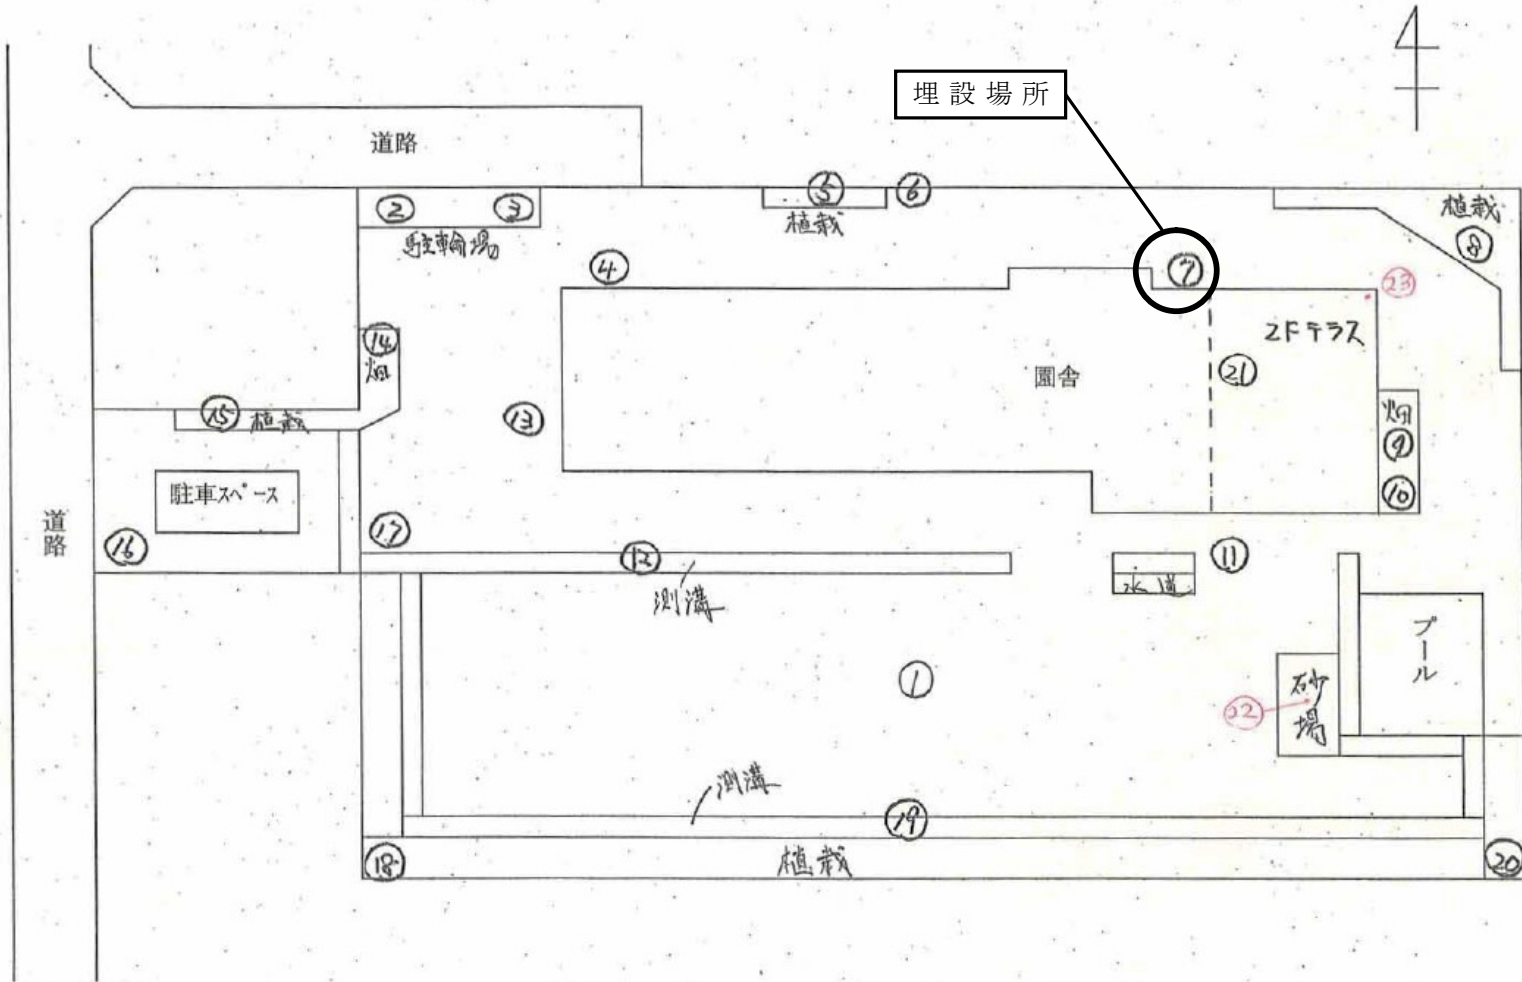 埋設場所
道路
② ③
駐車輪場
⑤ ⑥
植栽
植栽
⑧
④
⑦
㉓
2Fテラス
⑭
畑
園舎
㉑
畑
⑨
⑩
⑮ 植栽
⑬
駐車スペース
道路
⑯
⑰
⑫
測溝
水道
⑪
プール
①
砂場
㉒
測溝
⑲
⑱
植栽
⑳